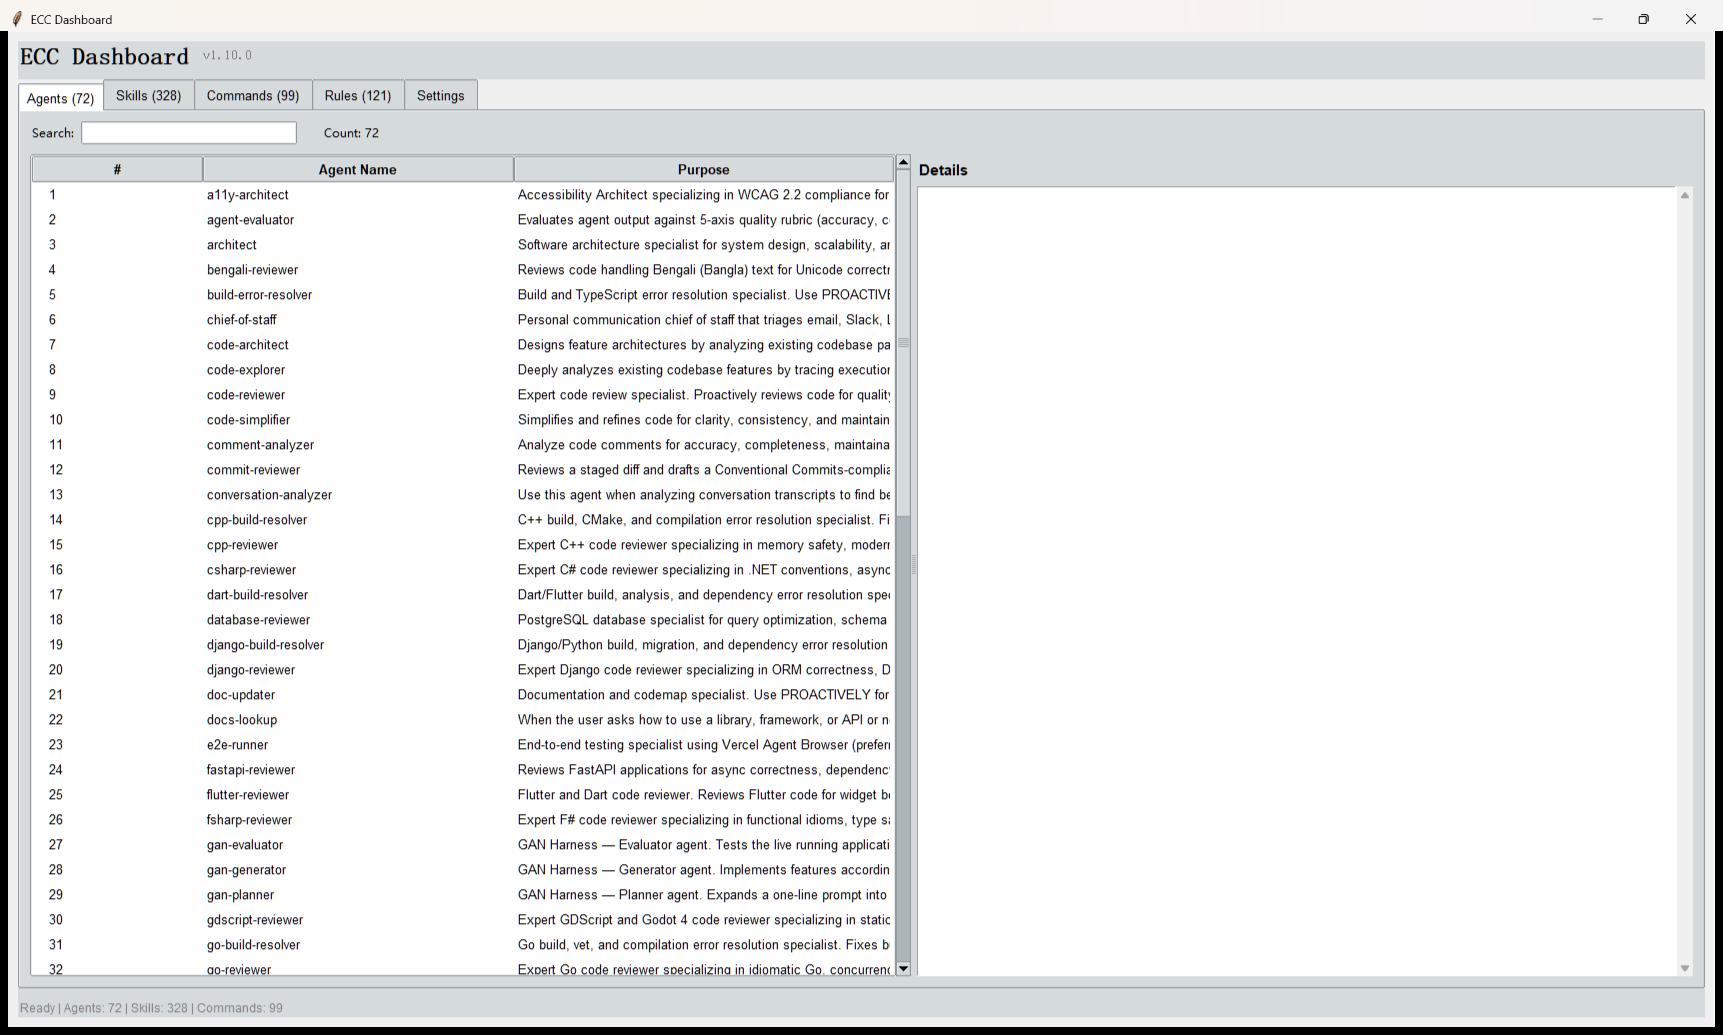 ECC Dashboard
ECC Dashboard v1.10.0
Agents (72) Skills (328) Commands (99) Rules (121) Settings
Search: Count: 72
# Agent Name Purpose Details
1 a11y-architect Accessibility Architect specializing in WCAG 2.2 compliance for
2 agent-evaluator Evaluates agent output against 5-axis quality rubric (accuracy, c
3 architect Software architecture specialist for system design, scalability, ar
4 bengali-reviewer Reviews code handling Bengali (Bangla) text for Unicode correctr
5 build-error-resolver Build and TypeScript error resolution specialist. Use PROACTIVE
6 chief-of-staff Personal communication chief of staff that triages email, Slack, L
7 code-architect Designs feature architectures by analyzing existing codebase pa
8 code-explorer Deeply analyzes existing codebase features by tracing execution
9 code-reviewer Expert code review specialist. Proactively reviews code for quality
10 code-simplifier Simplifies and refines code for clarity, consistency, and maintain
11 comment-analyzer Analyze code comments for accuracy, completeness, maintaina
12 commit-reviewer Reviews a staged diff and drafts a Conventional Commits-complia
13 conversation-analyzer Use this agent when analyzing conversation transcripts to find be
14 cpp-build-resolver C++ build, CMake, and compilation error resolution specialist. Fi
15 cpp-reviewer Expert C++ code reviewer specializing in memory safety, modern
16 csharp-reviewer Expert C# code reviewer specializing in .NET conventions, async
17 dart-build-resolver Dart/Flutter build, analysis, and dependency error resolution spe
18 database-reviewer PostgreSQL database specialist for query optimization, schema
19 django-build-resolver Django/Python build, migration, and dependency error resolution
20 django-reviewer Expert Django code reviewer specializing in ORM correctness, D
21 doc-updater Documentation and codemap specialist. Use PROACTIVELY for
22 docs-lookup When the user asks how to use a library, framework, or API or n
23 e2e-runner End-to-end testing specialist using Vercel Agent Browser (prefer
24 fastapi-reviewer Reviews FastAPI applications for async correctness, dependenc
25 flutter-reviewer Flutter and Dart code reviewer. Reviews Flutter code for widget be
26 fsharp-reviewer Expert F# code reviewer specializing in functional idioms, type sa
27 gan-evaluator GAN Harness — Evaluator agent. Tests the live running applicati
28 gan-generator GAN Harness — Generator agent. Implements features accordin
29 gan-planner GAN Harness — Planner agent. Expands a one-line prompt into
30 gdscript-reviewer Expert GDScript and Godot 4 code reviewer specializing in static
31 go-build-resolver Go build, vet, and compilation error resolution specialist. Fixes b
32 go-reviewer Expert Go code reviewer specializing in idiomatic Go, concurrenc
Ready | Agents: 72 | Skills: 328 | Commands: 99